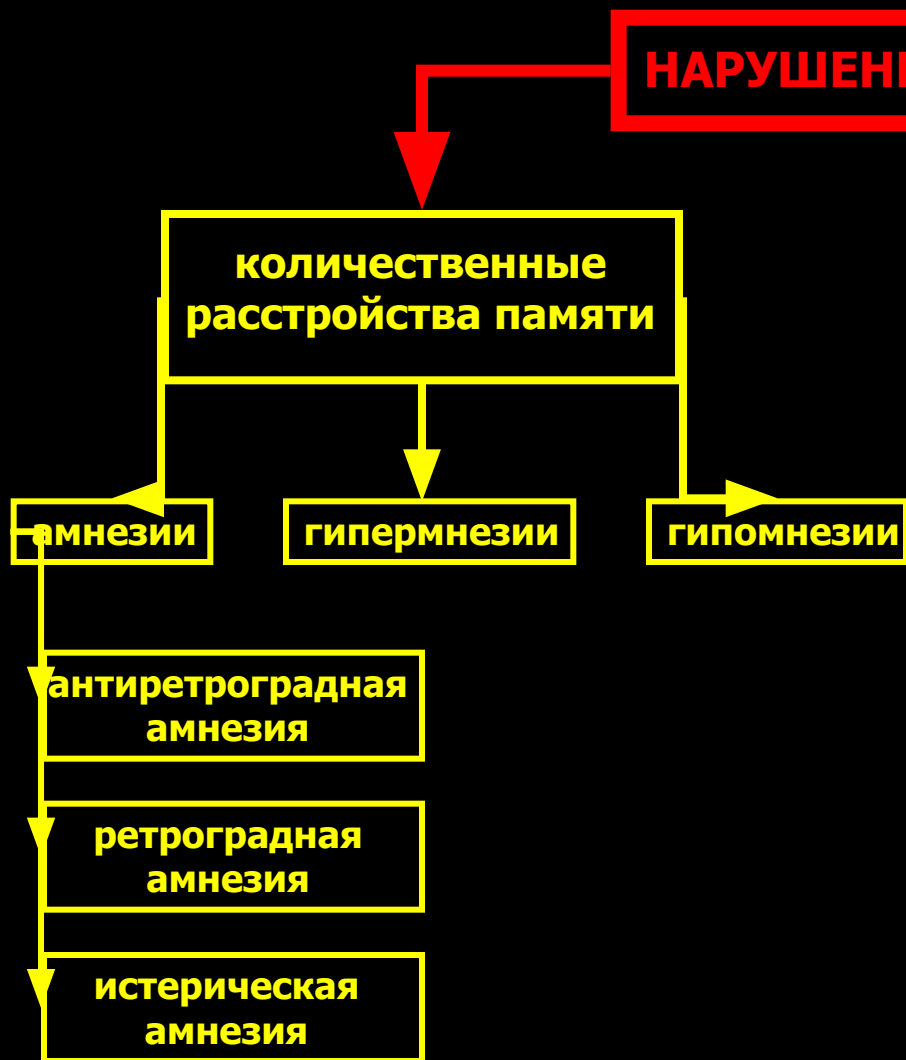 НАРУШЕНИ
количественные
расстройства памяти
амнезии
гипермнезии
гипомнезии
антиретроградная
амнезия
ретроградная
амнезия
истерическая
амнезия